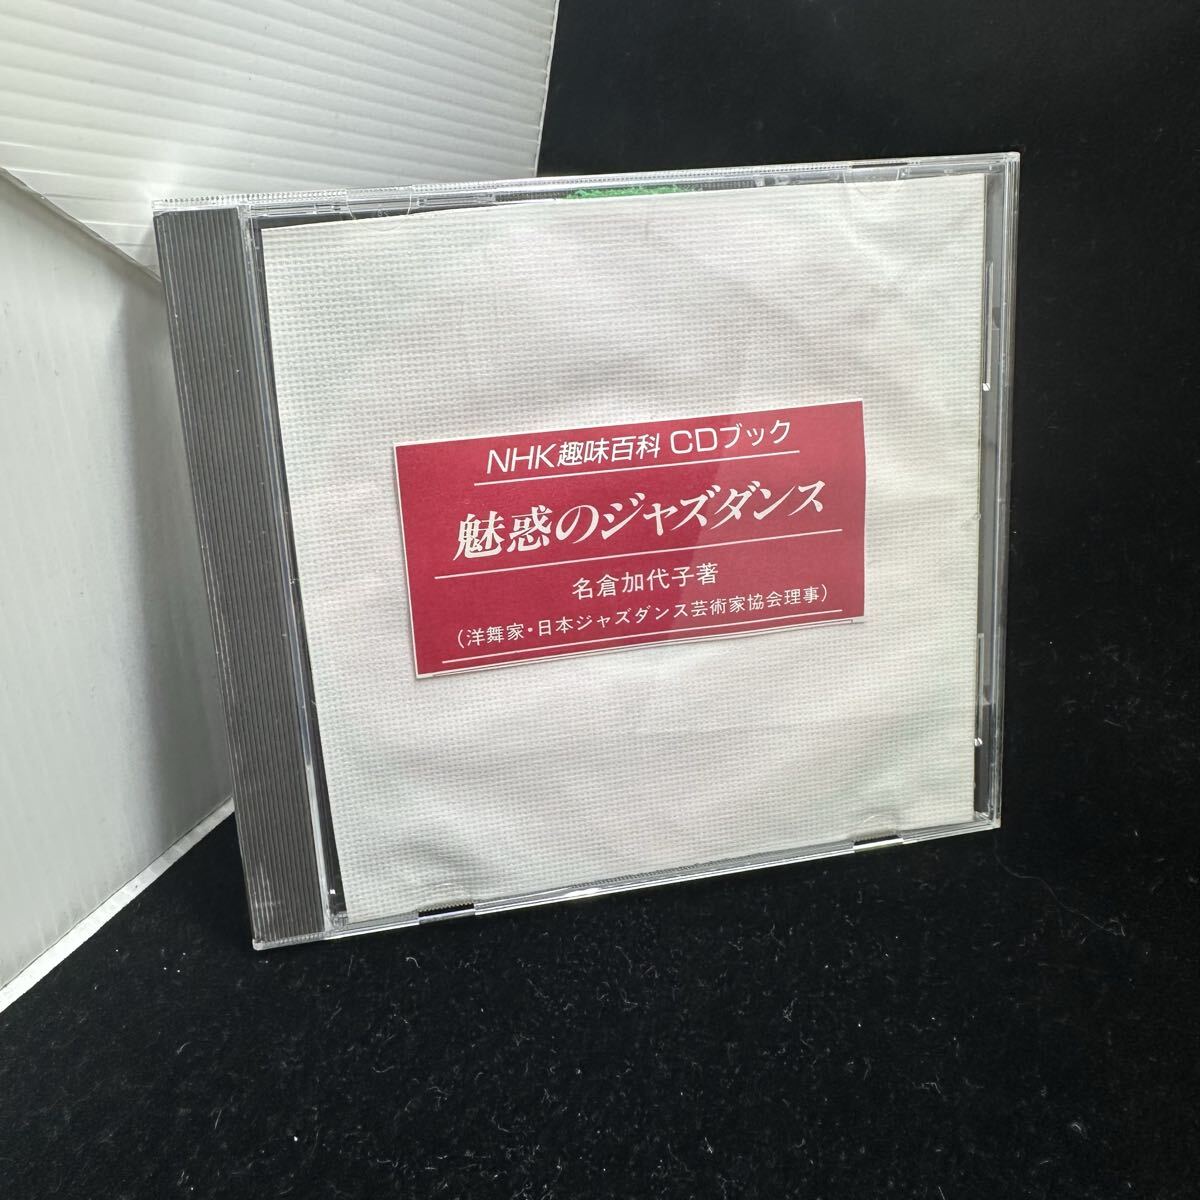 NHK趣味百科 CDブック
魅惑のジャズダンス
名倉加代子著
（洋舞家・日本ジャズダンス芸術家協会理事）